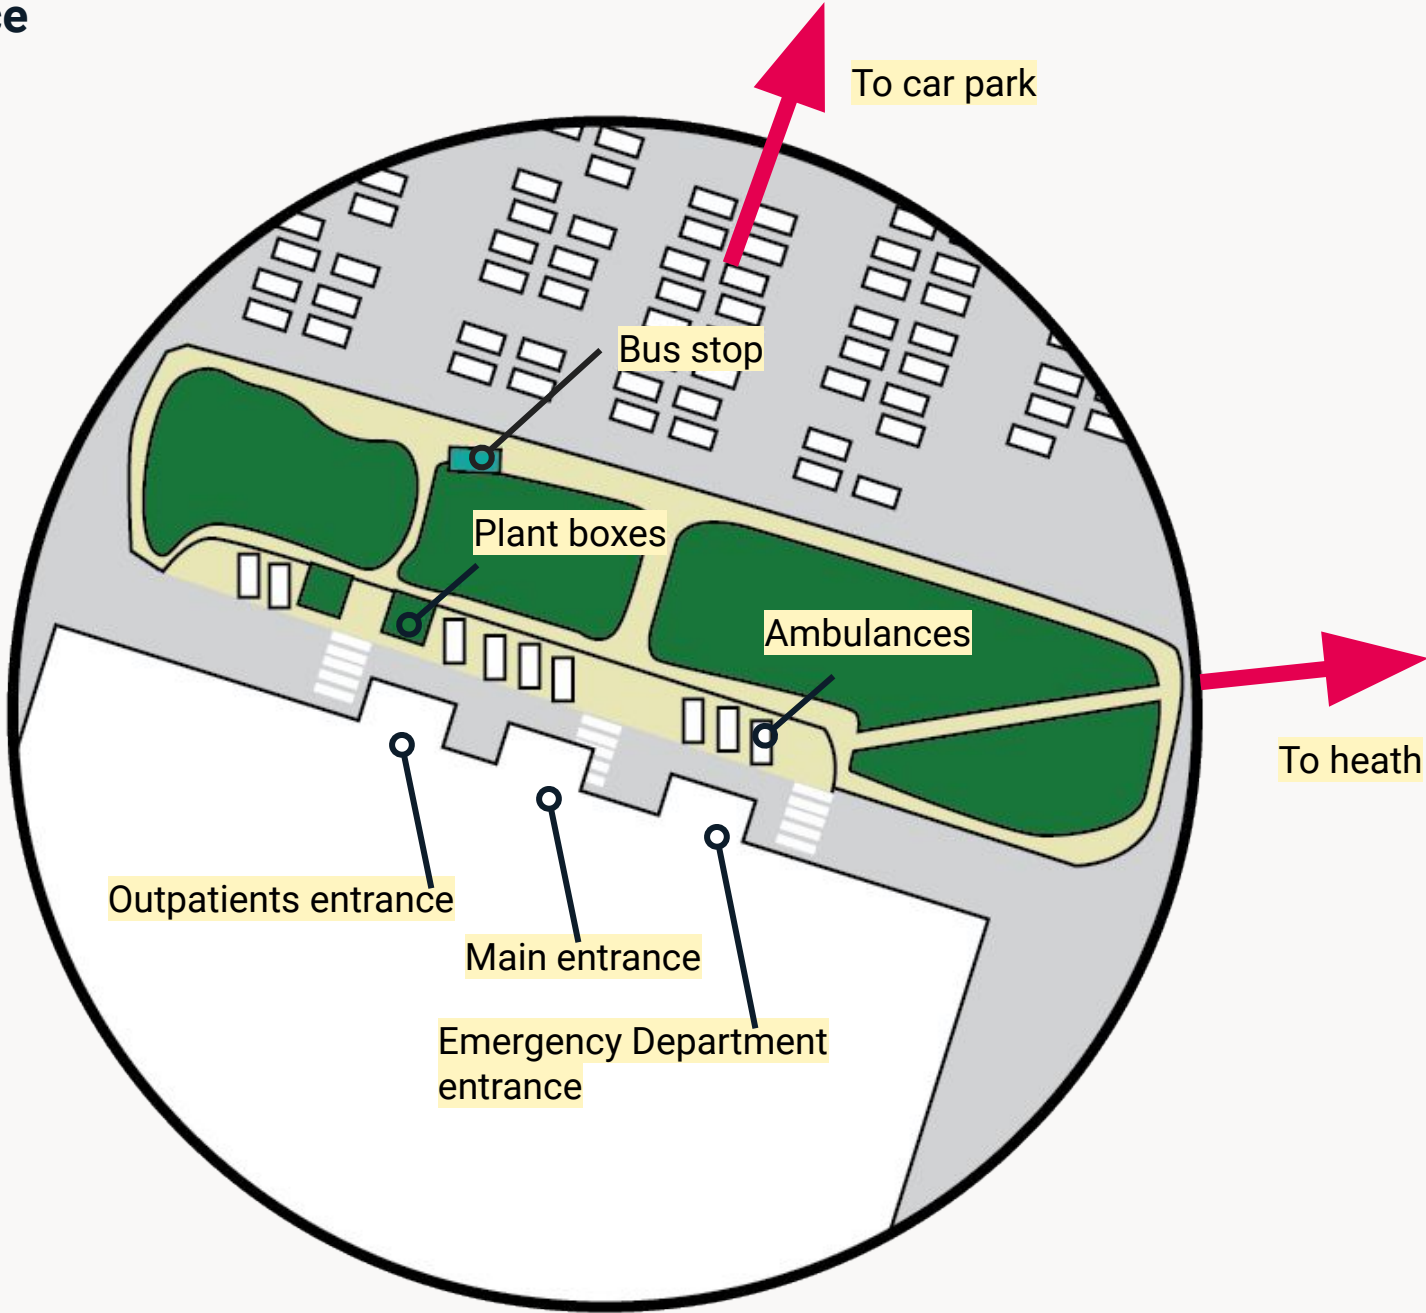 To car park
Bus stop
Plant boxes
Ambulances
To heath
Outpatients entrance
Main entrance
Emergency Department
entrance